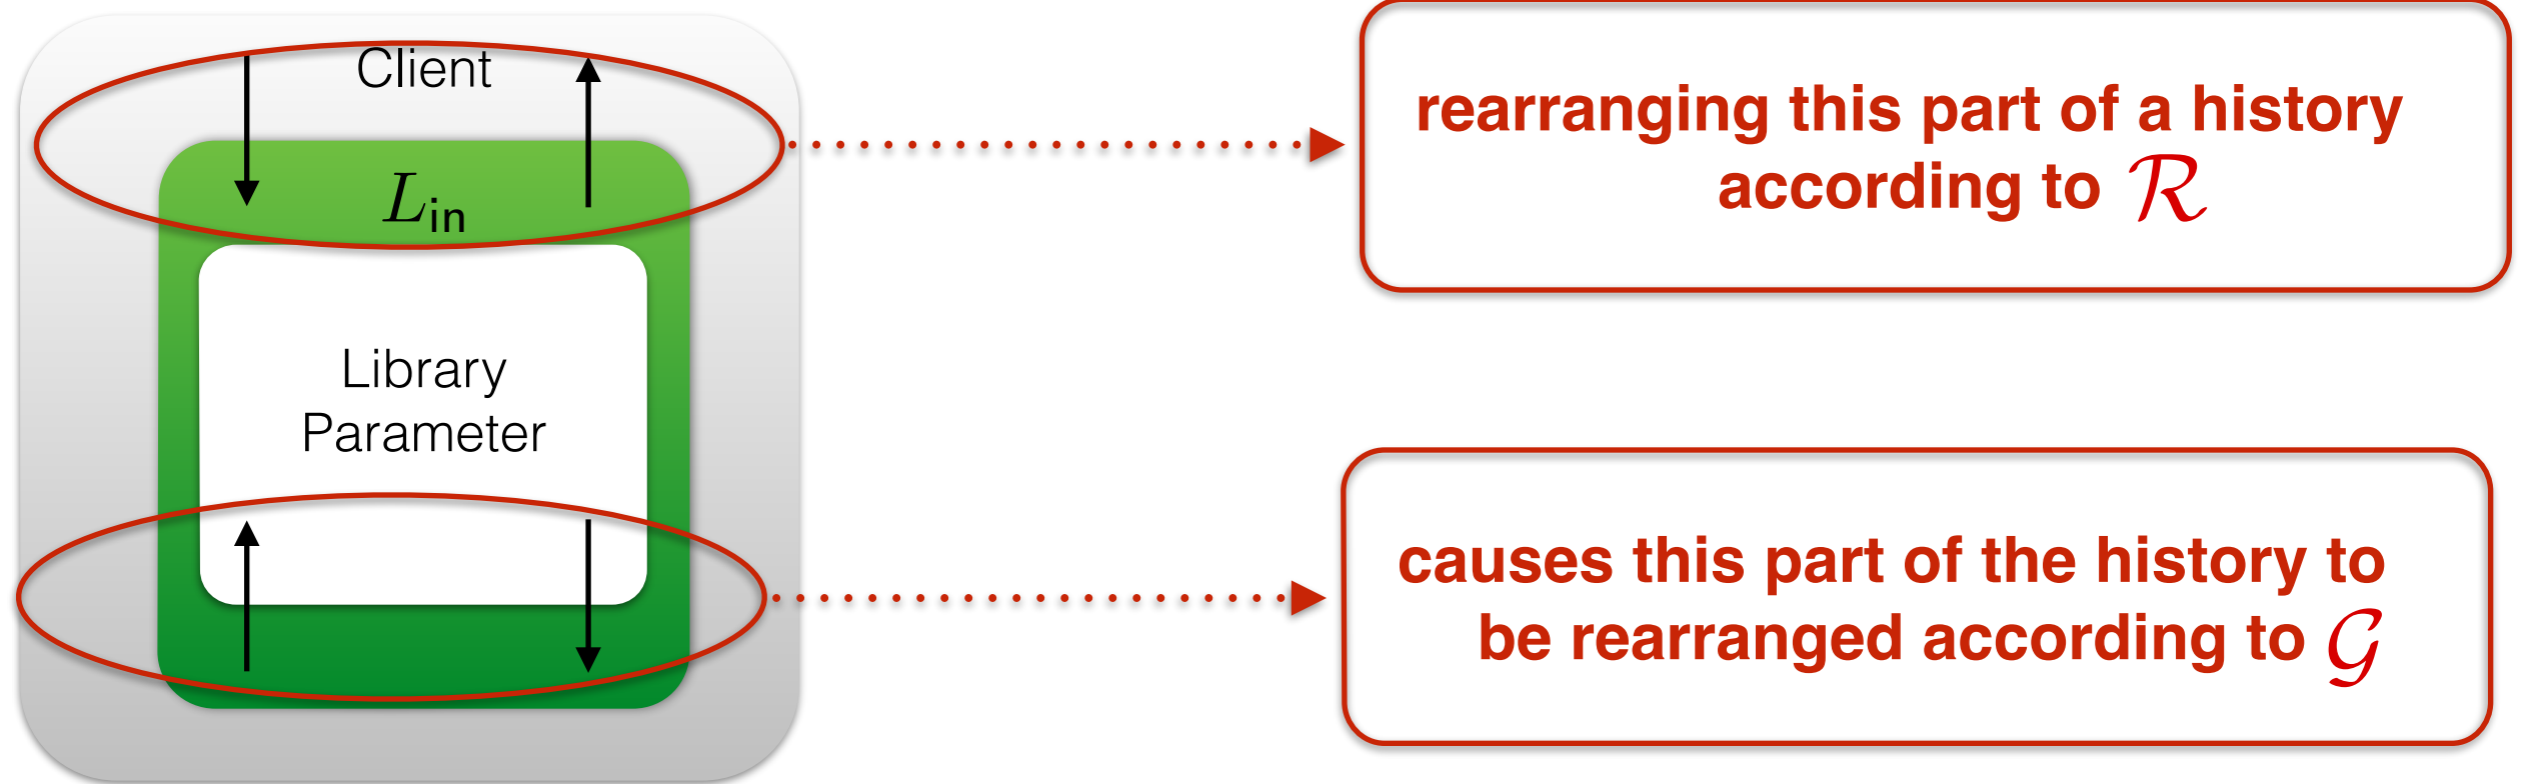 Client
L_in
Library
Parameter
rearranging this part of a history
according to ℛ
causes this part of the history to
be rearranged according to 𝒢